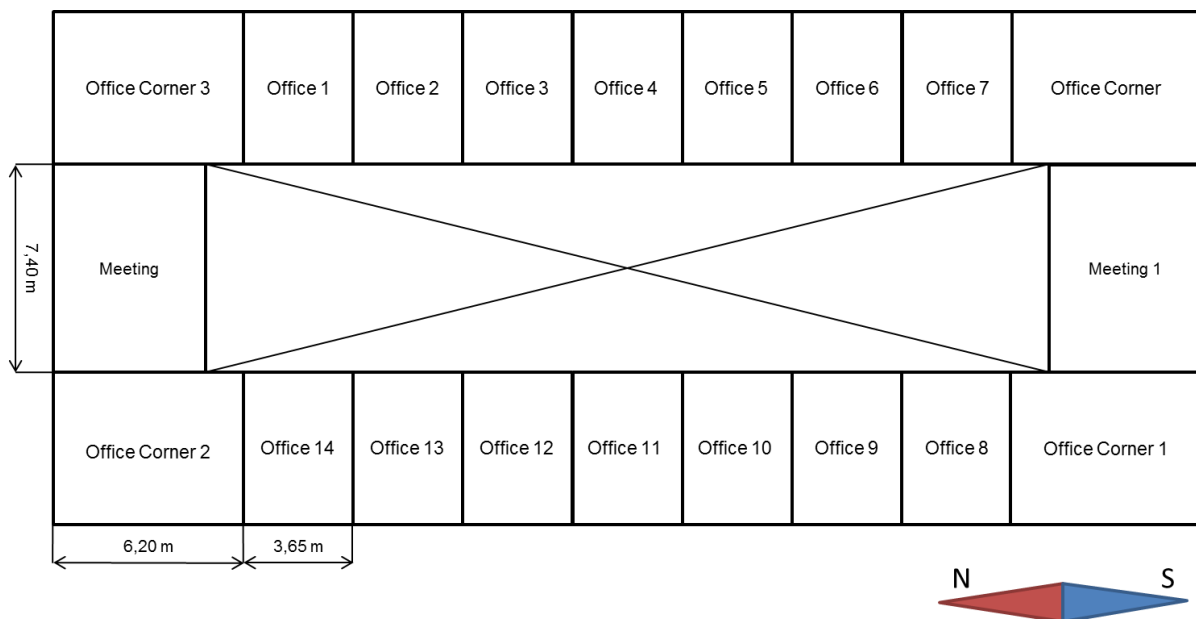 Office Corner 3
Office 1
Office 2
Office 3
Office 4
Office 5
Office 6
Office 7
Office Corner
7,40 m
Meeting
Meeting 1
Office Corner 2
Office 14
Office 13
Office 12
Office 11
Office 10
Office 9
Office 8
Office Corner 1
6,20 m
3,65 m
N
S